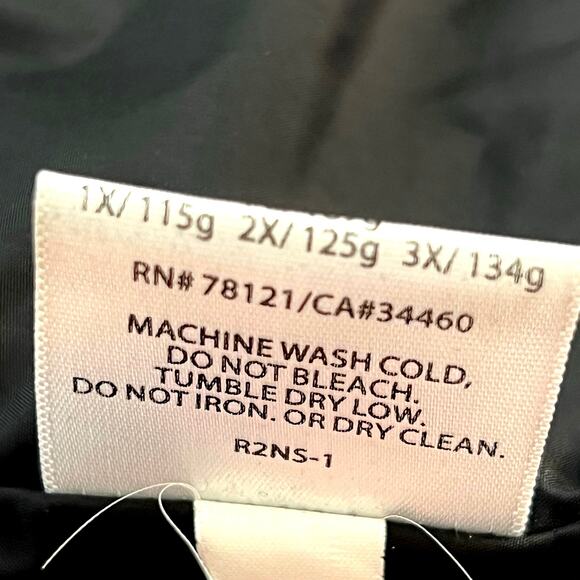 1X/115g 2X/125g 3X/134g
RN# 78121/CA#34460
MACHINE WASH COLD,
DO NOT BLEACH.
TUMBLE DRY LOW.
DO NOT IRON. OR DRY CLEAN.
R2NS-1